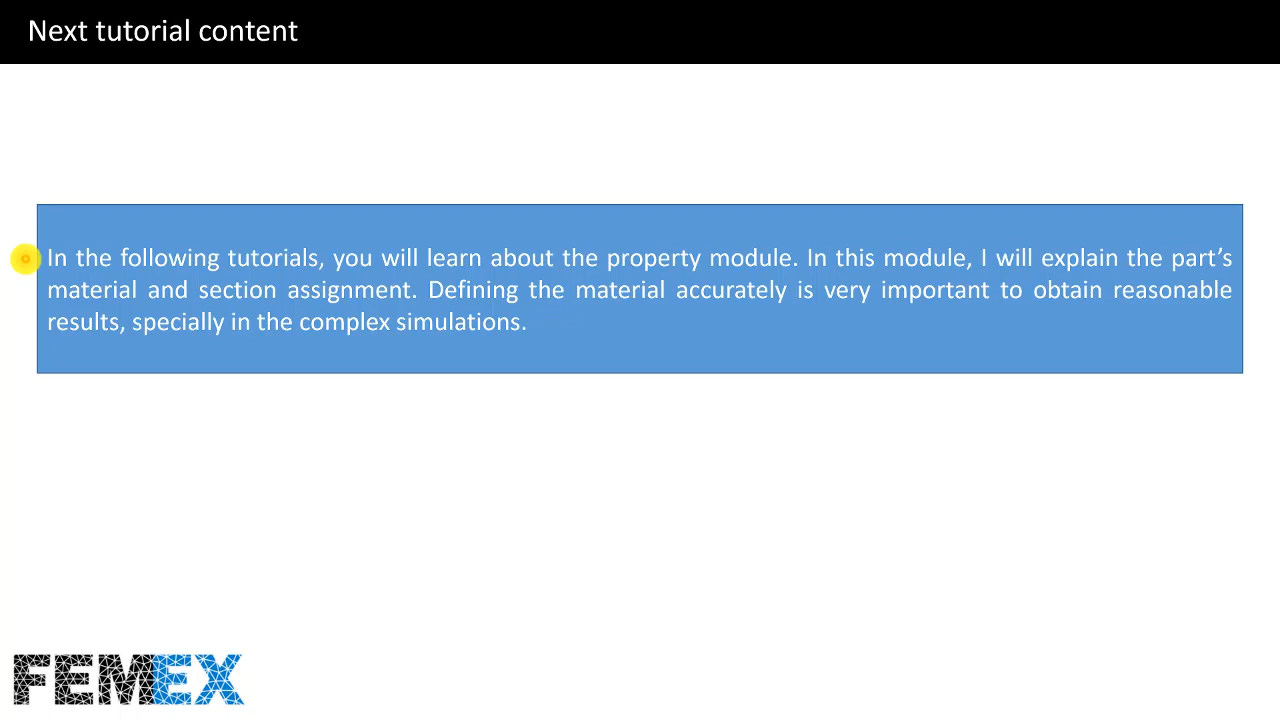 Next tutorial content
In the following tutorials, you will learn about the property module. In this module, I will explain the part’s
material and section assignment. Defining the material accurately is very important to obtain reasonable
results, specially in the complex simulations.
FEMEX